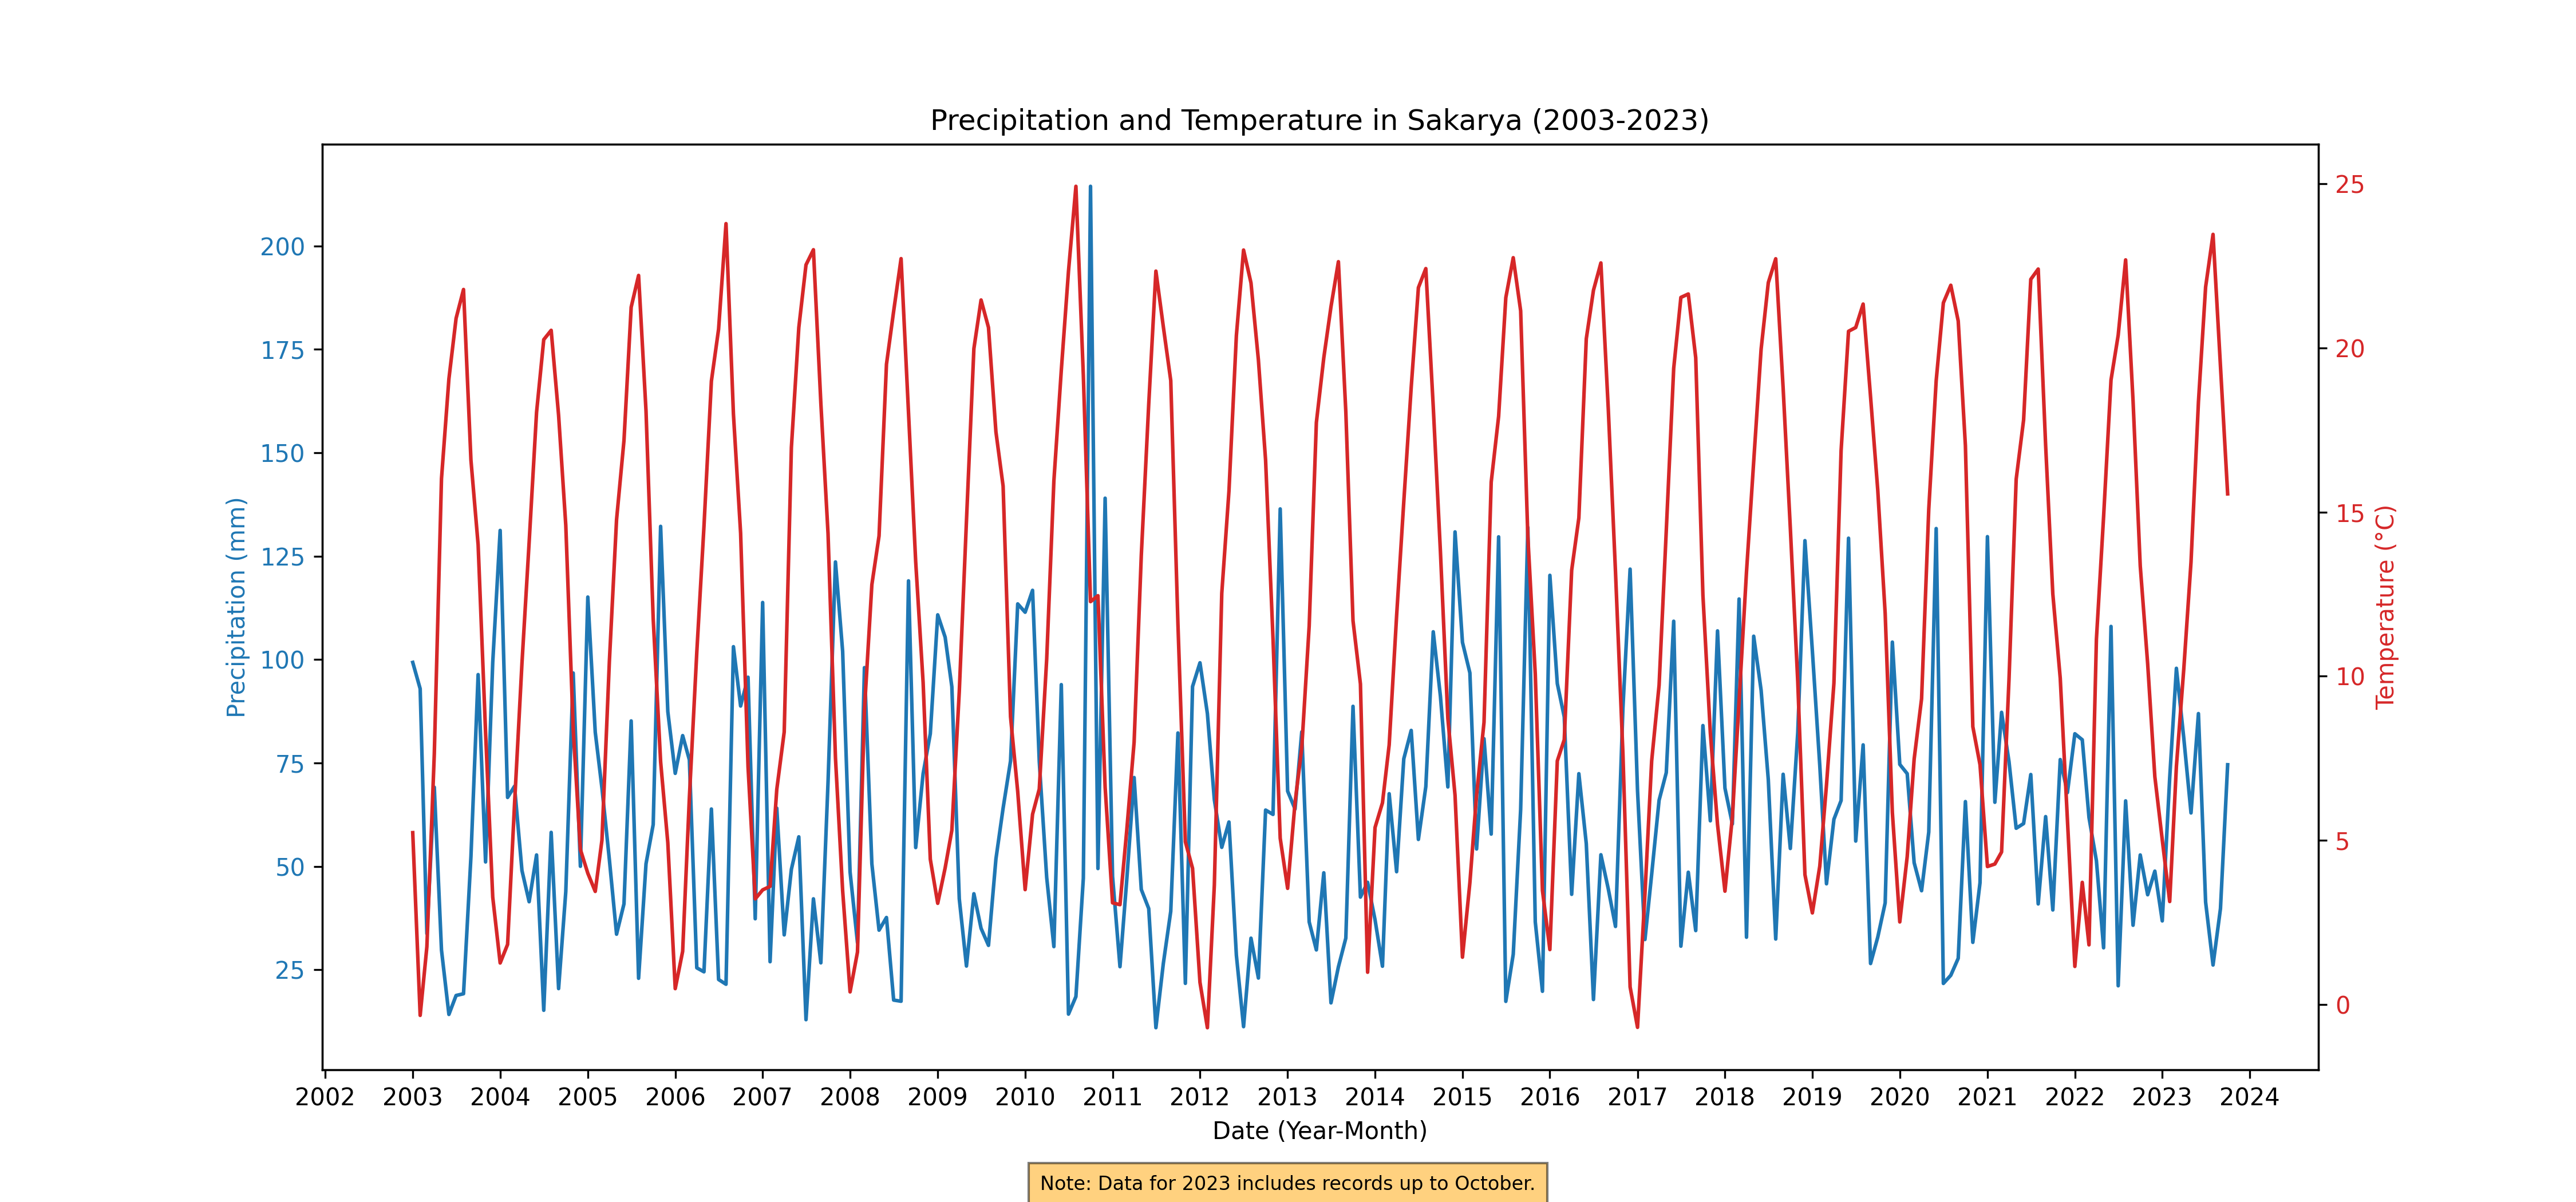 Precipitation and Temperature in Sakarya (2003-2023)
Precipitation (mm)
200
175
150
125
100
75
50
25
25
20
15
10
5
0
Temperature (°C)
2002 2003 2004 2005 2006 2007 2008 2009 2010 2011 2012 2013 2014 2015 2016 2017 2018 2019 2020 2021 2022 2023 2024
Date (Year-Month)
Note: Data for 2023 includes records up to October.